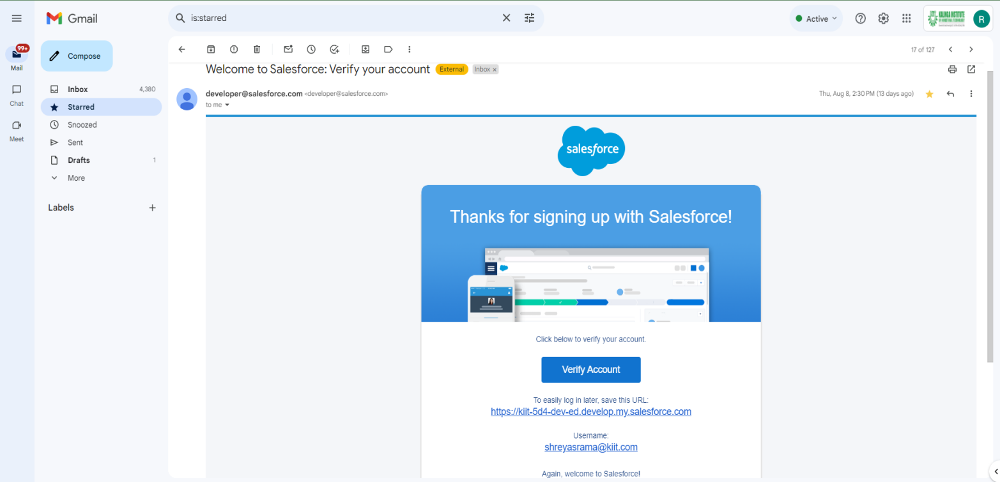 Gmail
is:starred
Active
KALINGA INSTITUTE
OF INDUSTRIAL TECHNOLOGY
R
99+
Mail
Chat
Meet
Compose
Inbox 4,380
Starred
Snoozed
Sent
Drafts 1
More
Labels
17 of 127
Welcome to Salesforce: Verify your account External Inbox x
developer@salesforce.com <developer@salesforce.com> Thu, Aug 8, 2:30 PM (13 days ago)
to me
salesforce
Thanks for signing up with Salesforce!
Click below to verify your account.
Verify Account
To easily log in later, save this URL:
https://kiit-5d4-dev-ed.develop.my.salesforce.com
Username:
shreyasrama@kiit.com
Again, welcome to Salesforce!